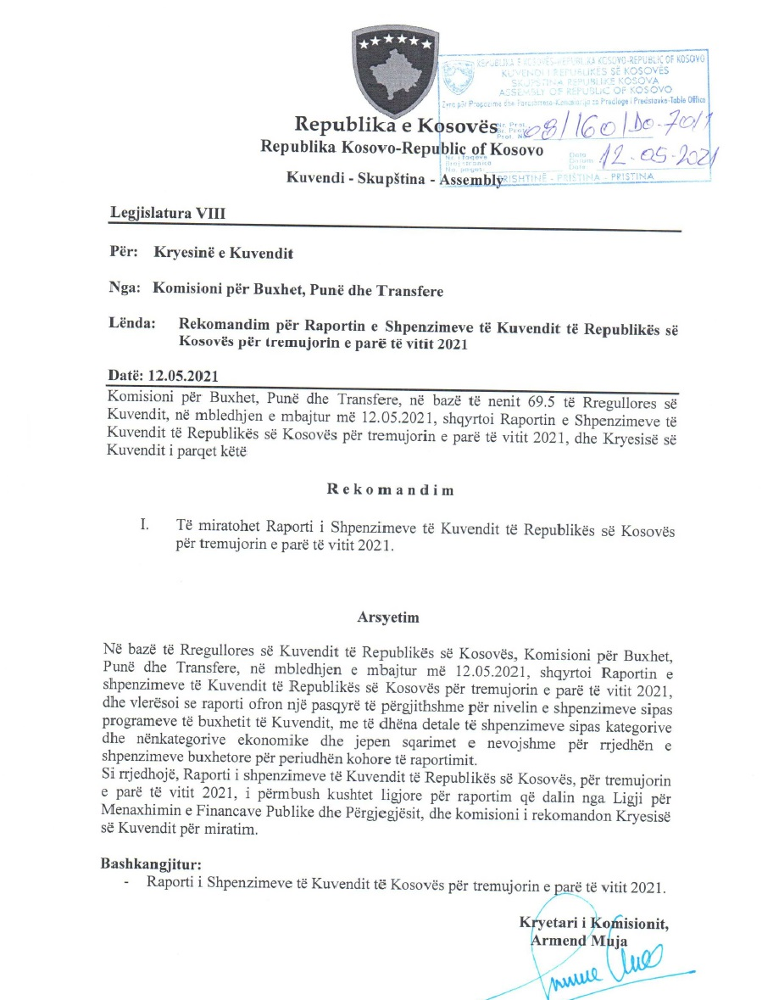 REPUBLIKA E KOSOVËS-REPUBLIKA KOSOVO-REPUBLIC OF KOSOVO
KUVENDI I REPUBLIKËS SË KOSOVËS
SKUPŠTINA REPUBLIKE KOSOVA
ASSEMBLY OF REPUBLIC OF KOSOVO
Zyra për Propozime dhe Parashtresa-Kancelarija za Predloge i Predstavke-Table Office
Nr. Prot.
Br. Prot.
Prot. No.
08/160/Do-70/1
Nr. i faqeve
Broj stranica
No. pages
Data
Datum
Date
12-05-2021
PRISHTINË - PRIŠTINA - PRISTINA
Republika e Kosovës
Republika Kosovo-Republic of Kosovo
Kuvendi - Skupština - Assembly
Legjislatura VIII
Për: Kryesinë e Kuvendit
Nga: Komisioni për Buxhet, Punë dhe Transfere
Lënda: Rekomandim për Raportin e Shpenzimeve të Kuvendit të Republikës së
Kosovës për tremujorin e parë të vitit 2021
Datë: 12.05.2021
Komisioni për Buxhet, Punë dhe Transfere, në bazë të nenit 69.5 të Rregullores së
Kuvendit, në mbledhjen e mbajtur më 12.05.2021, shqyrtoi Raportin e Shpenzimeve të
Kuvendit të Republikës së Kosovës për tremujorin e parë të vitit 2021, dhe Kryesisë së
Kuvendit i parqet këtë
R e k o m a n d i m
I. Të miratohet Raporti i Shpenzimeve të Kuvendit të Republikës së Kosovës
për tremujorin e parë të vitit 2021.
Arsyetim
Në bazë të Rregullores së Kuvendit të Republikës së Kosovës, Komisioni për Buxhet,
Punë dhe Transfere, në mbledhjen e mbajtur më 12.05.2021, shqyrtoi Raportin e
shpenzimeve të Kuvendit të Republikës së Kosovës për tremujorin e parë të vitit 2021,
dhe vlerësoi se raporti ofron një pasqyrë të përgjithshme për nivelin e shpenzimeve sipas
programeve të buxhetit të Kuvendit, me të dhëna detale të shpenzimeve sipas kategorive
dhe nënkategorive ekonomike dhe jepen sqarimet e nevojshme për rrjedhën e
shpenzimeve buxhetore për periudhën kohore të raportimit.
Si rrjedhojë, Raporti i shpenzimeve të Kuvendit të Republikës së Kosovës, për tremujorin
e parë të vitit 2021, i përmbush kushtet ligjore për raportim që dalin nga Ligji për
Menaxhimin e Financave Publike dhe Përgjegjësit, dhe komisioni i rekomandon Kryesisë
së Kuvendit për miratim.
Bashkangjitur:
- Raporti i Shpenzimeve të Kuvendit të Kosovës për tremujorin e parë të vitit 2021.
Kryetari i Komisionit,
Armend Muja